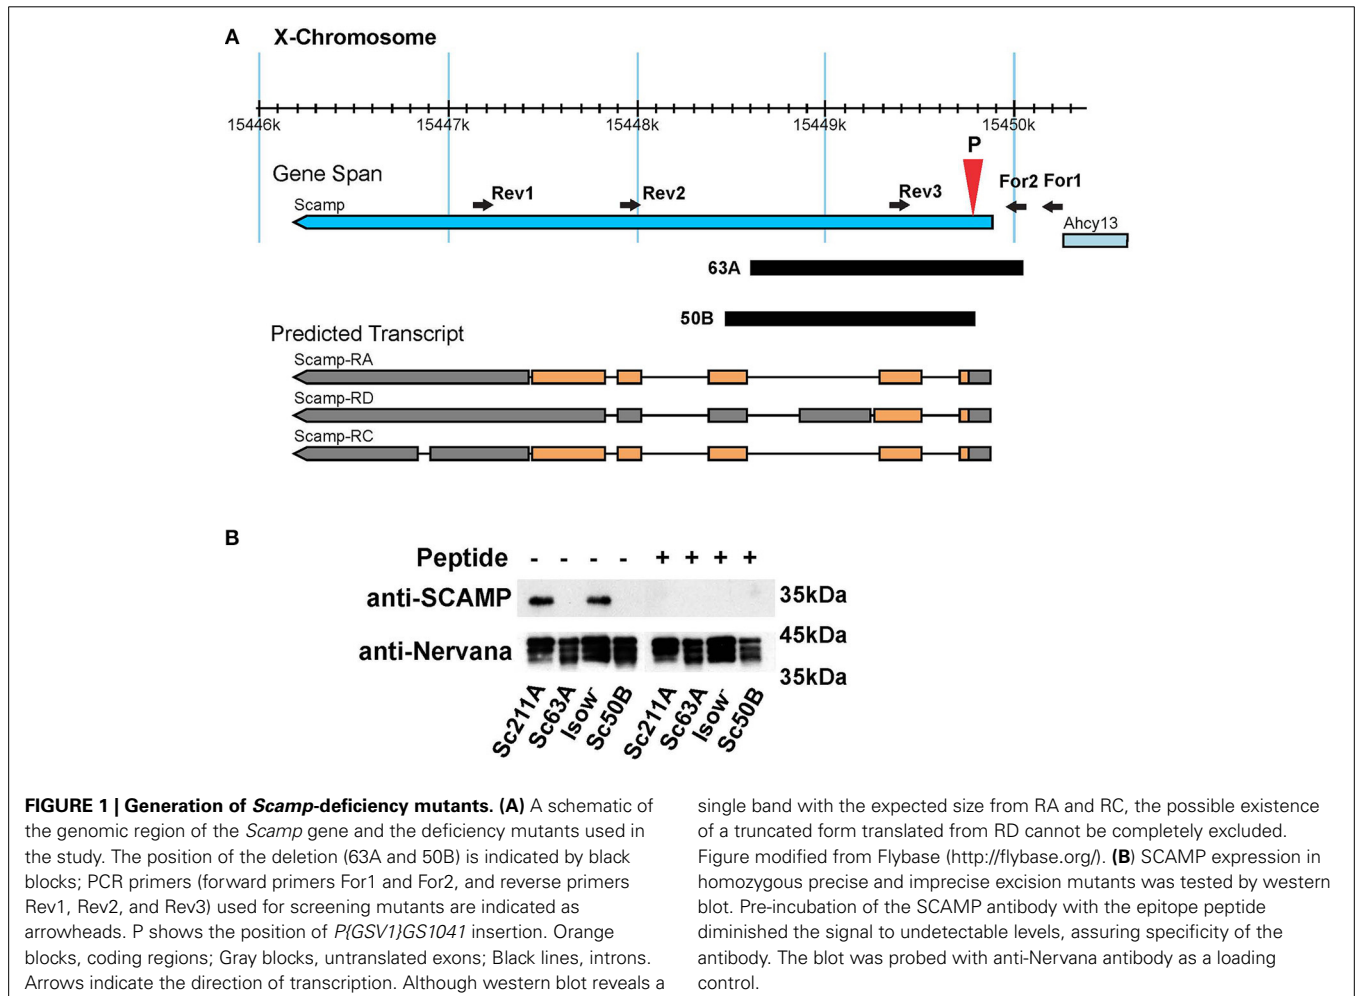 A X-Chromosome
15446k 15447k 15448k 15449k 15450k
P
Gene Span
Rev1 Rev2 Rev3 For2 For1
Scamp
Ahcy13
63A
50B
Predicted Transcript
Scamp-RA
Scamp-RD
Scamp-RC
B
Peptide - - - - + + + +
anti-SCAMP 35kDa
45kDa
anti-Nervana
35kDa
Sc211A Sc63A Isow- Sc50B Sc211A Sc63A Isow- Sc50B
FIGURE 1 | Generation of Scamp-deficiency mutants. (A) A schematic of
the genomic region of the Scamp gene and the deficiency mutants used in
the study. The position of the deletion (63A and 50B) is indicated by black
blocks; PCR primers (forward primers For1 and For2, and reverse primers
Rev1, Rev2, and Rev3) used for screening mutants are indicated as
arrowheads. P shows the position of P{GSV1}GS1041 insertion. Orange
blocks, coding regions; Gray blocks, untranslated exons; Black lines, introns.
Arrows indicate the direction of transcription. Although western blot reveals a
single band with the expected size from RA and RC, the possible existence
of a truncated form translated from RD cannot be completely excluded.
Figure modified from Flybase (http://flybase.org/). (B) SCAMP expression in
homozygous precise and imprecise excision mutants was tested by western
blot. Pre-incubation of the SCAMP antibody with the epitope peptide
diminished the signal to undetectable levels, assuring specificity of the
antibody. The blot was probed with anti-Nervana antibody as a loading
control.